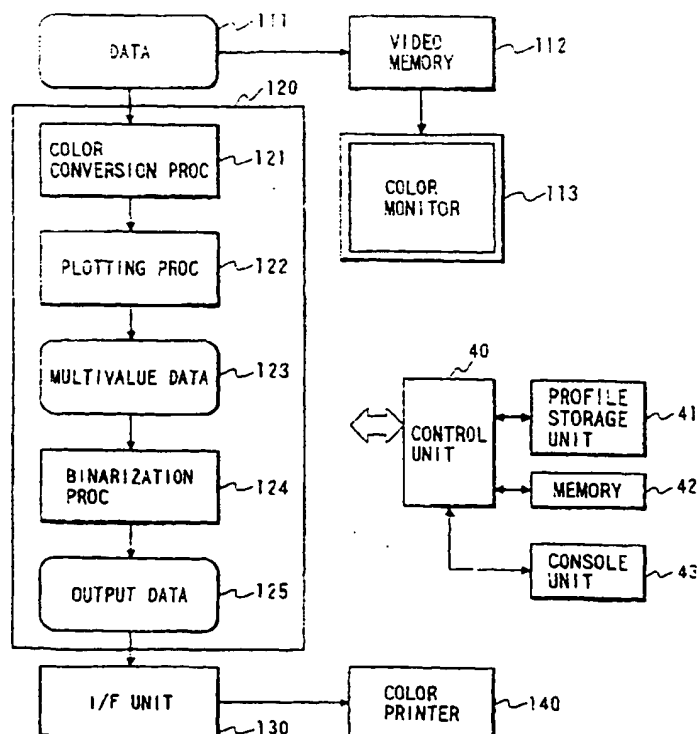 111
DATA
VIDEO
MEMORY
112
120
COLOR
CONVERSION PROC
121
COLOR
MONITOR
113
PLOTTING PROC
122
MULTIVALUE DATA
123
BINARIZATION
PROC
124
OUTPUT DATA
125
40
CONTROL
UNIT
PROFILE
STORAGE
UNIT
41
MEMORY
42
CONSOLE
UNIT
43
I/F UNIT
130
COLOR
PRINTER
140